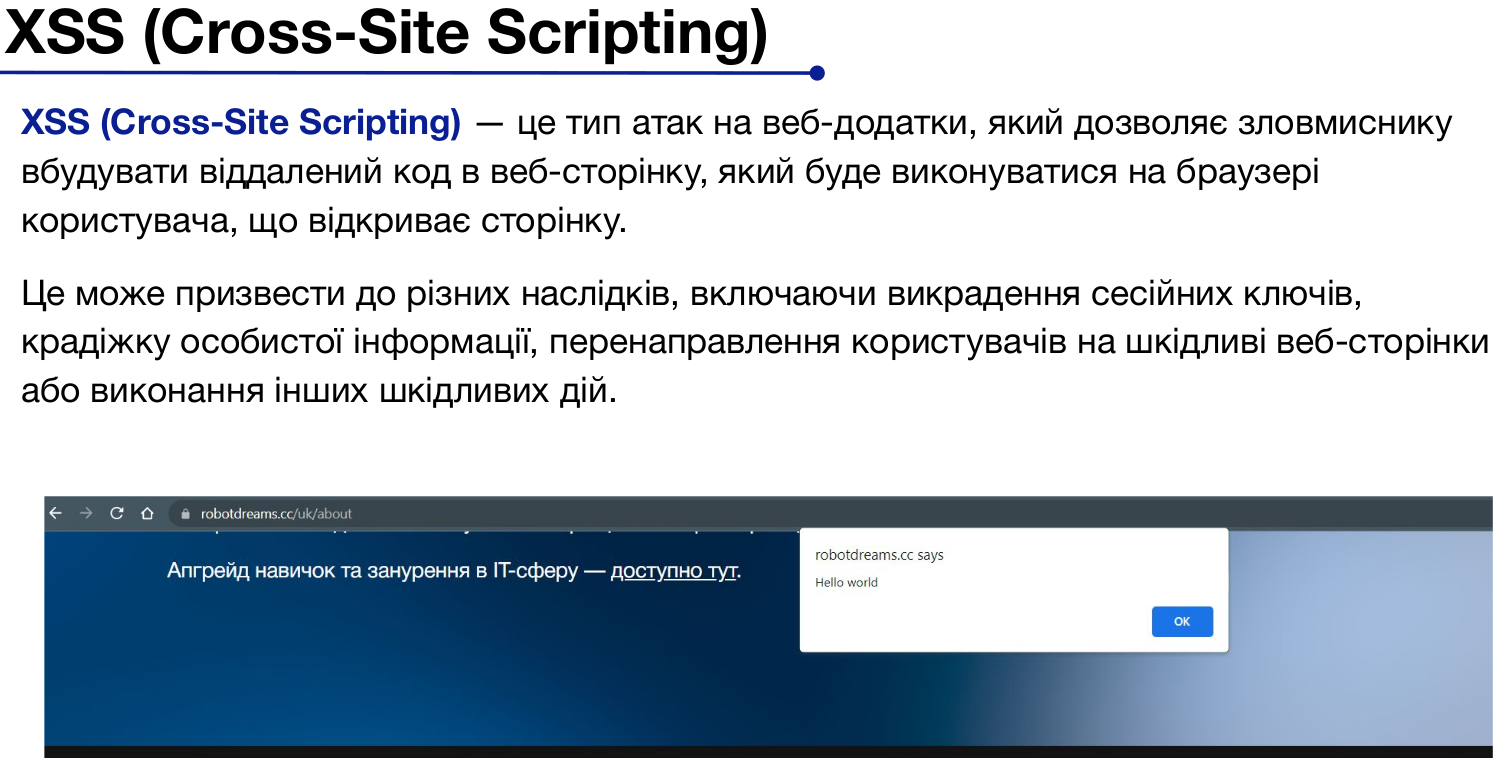 XSS (Cross-Site Scripting)
XSS (Cross-Site Scripting) — це тип атак на веб-додатки, який дозволяє зловмиснику
вбудувати віддалений код в веб-сторінку, який буде виконуватися на браузері
користувача, що відкриває сторінку.
Це може призвести до різних наслідків, включаючи викрадення сесійних ключів,
крадіжку особистої інформації, перенаправлення користувачів на шкідливі веб-сторінки
або виконання інших шкідливих дій.
robotdreams.cc/uk/about
Апгрейд навичок та занурення в IT-сферу — доступно тут.
robotdreams.cc says
Hello world
OK